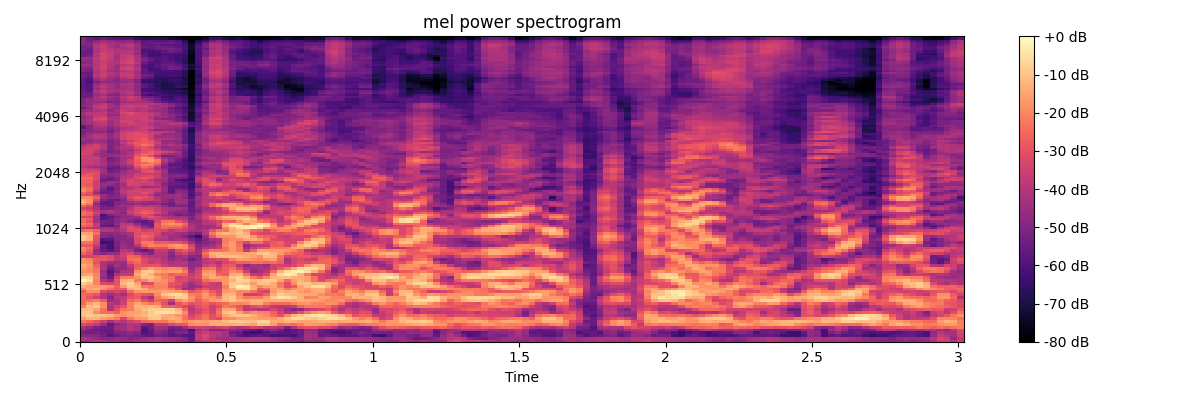 mel power spectrogram
8192
4096
2048
1024
512
0
Hz
0 0.5 1 1.5 2 2.5 3
Time
+0 dB
-10 dB
-20 dB
-30 dB
-40 dB
-50 dB
-60 dB
-70 dB
-80 dB